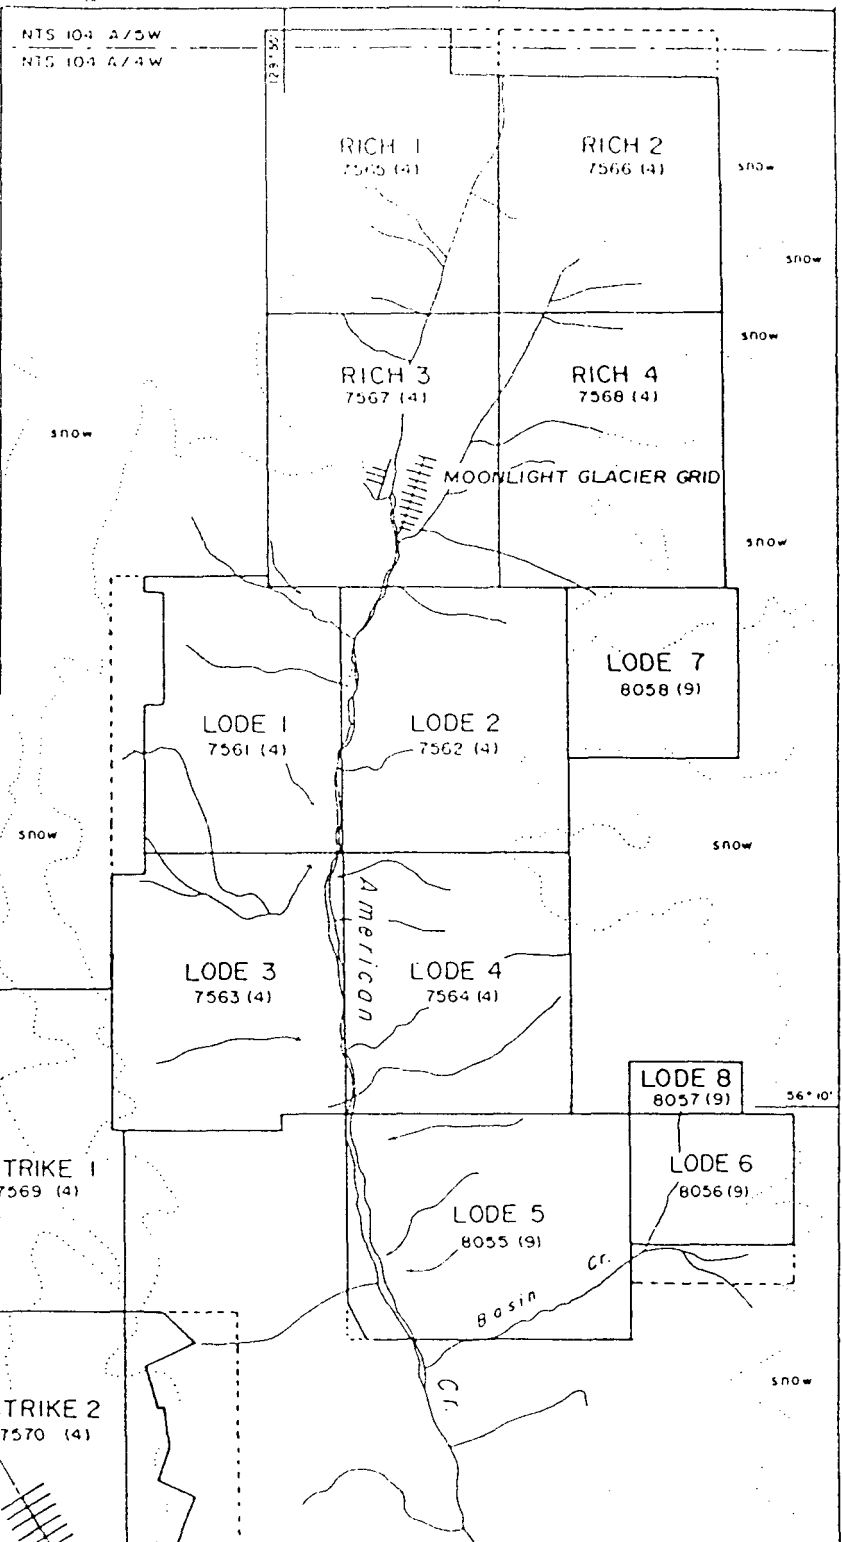 NTS 104 A/5W
NTS 104 A/4W
RICH 1
7565 (4)
RICH 2
7566 (4)
snow
snow
snow
RICH 3
7567 (4)
RICH 4
7568 (4)
snow
MOONLIGHT GLACIER GRID
snow
LODE 7
8058 (9)
LODE 1
7561 (4)
LODE 2
7562 (4)
snow
snow
American
LODE 3
7563 (4)
LODE 4
7564 (4)
LODE 8
8057 (9)
56° 10'
TRIKE 1
7569 (4)
LODE 6
8056 (9)
LODE 5
8055 (9)
Basin Cr.
snow
Cr.
TRIKE 2
7570 (4)